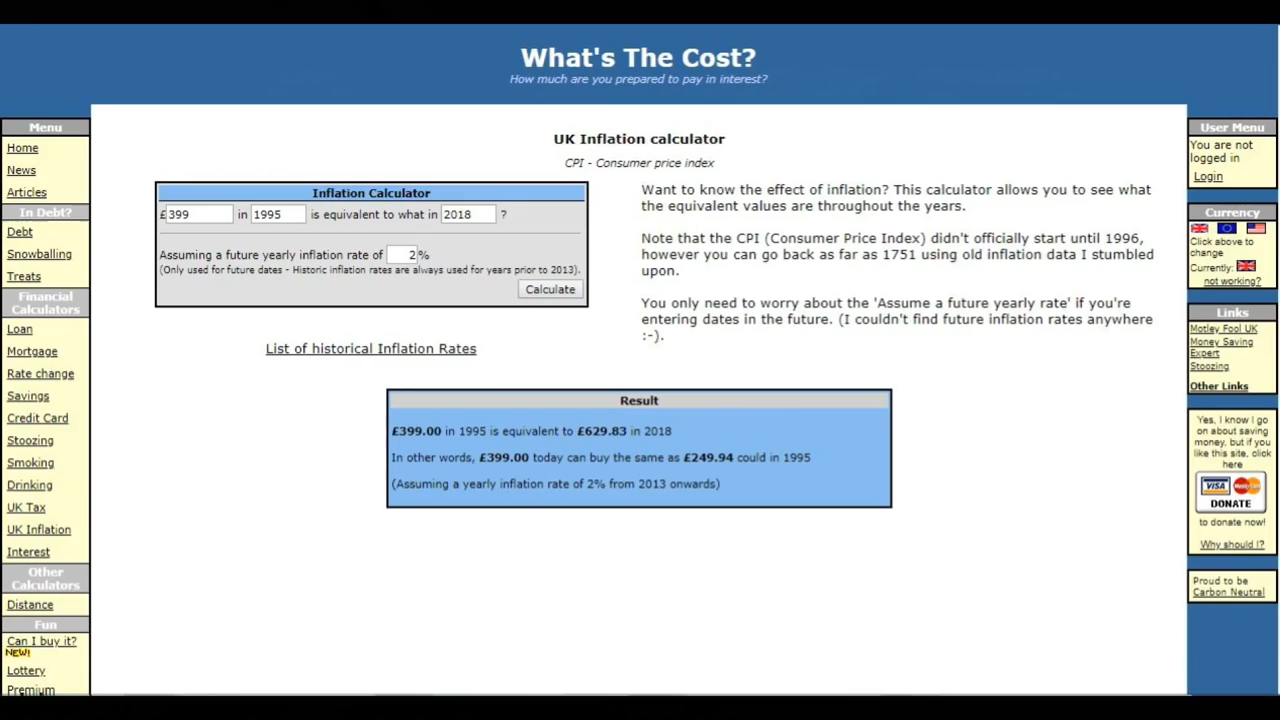 What's The Cost?
How much are you prepared to pay in interest?
Menu
Home
News
Articles
In Debt?
Debt
Snowballing
Treats
Financial
Calculators
Loan
Mortgage
Rate change
Savings
Credit Card
Stoozing
Smoking
Drinking
UK Tax
UK Inflation
Interest
Other
Calculators
Distance
Fun
Can I buy it?
NEW!
Lottery
Premium
UK Inflation calculator
CPI - Consumer price index
Inflation Calculator
£399 in 1995 is equivalent to what in 2018 ?
Assuming a future yearly inflation rate of 2%
(Only used for future dates - Historic inflation rates are always used for years prior to 2013).
Calculate
List of historical Inflation Rates
Want to know the effect of inflation? This calculator allows you to see what
the equivalent values are throughout the years.
Note that the CPI (Consumer Price Index) didn't officially start until 1996,
however you can go back as far as 1751 using old inflation data I stumbled
upon.
You only need to worry about the 'Assume a future yearly rate' if you're
entering dates in the future. (I couldn't find future inflation rates anywhere
:-).
Result
£399.00 in 1995 is equivalent to £629.83 in 2018
In other words, £399.00 today can buy the same as £249.94 could in 1995
(Assuming a yearly inflation rate of 2% from 2013 onwards)
User Menu
You are not
logged in
Login
Currency
Click above to
change
Currently:
not working?
Links
Motley Fool UK
Money Saving
Expert
Stoozing
Other Links
Yes, I know I go
on about saving
money, but if you
like this site, click
here
VISA MasterCard
DONATE
to donate now!
Why should I?
Proud to be
Carbon Neutral